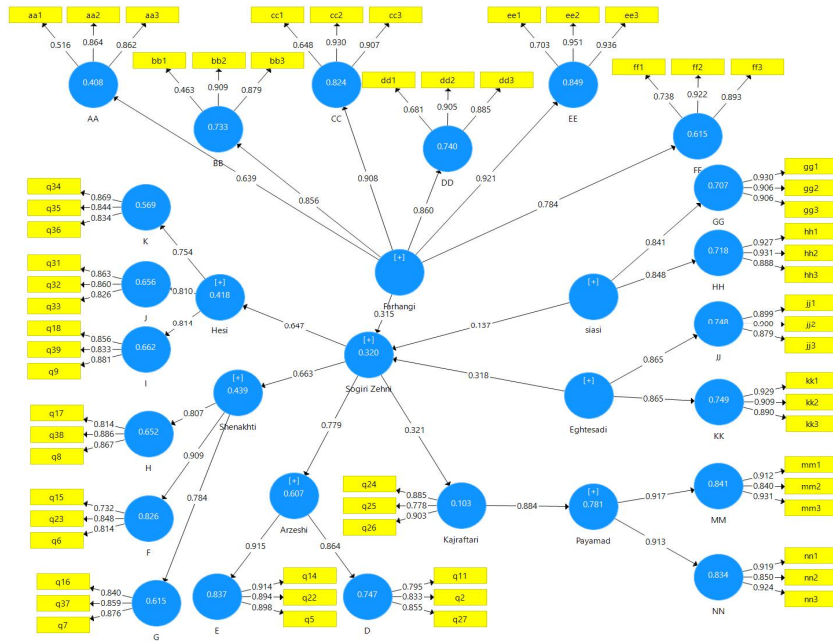 aa1
aa2
aa3
0.516
0.864
0.862
0.408
AA
bb1
bb2
bb3
0.463
0.909
0.879
0.733
BB
cc1
cc2
cc3
0.648
0.930
0.907
0.824
CC
dd1
dd2
dd3
0.681
0.905
0.885
0.740
DD
ee1
ee2
ee3
0.703
0.951
0.936
0.849
EE
ff1
ff2
ff3
0.738
0.922
0.893
0.615
FF
0.639
0.856
0.908
0.860
0.921
0.784
[+]
Farhangi
0.315
gg1
gg2
gg3
0.930
0.906
0.906
0.707
GG
hh1
hh2
hh3
0.927
0.931
0.888
0.718
HH
0.841
0.848
[+]
siasi
0.137
jj1
jj2
jj3
0.899
0.900
0.879
0.748
JJ
kk1
kk2
kk3
0.929
0.909
0.890
0.749
KK
0.865
0.865
[+]
Eghtesadi
0.318
q34
q35
q36
0.869
0.844
0.834
0.569
K
q31
q32
q33
0.863
0.860
0.826
0.656
J
q18
q39
q9
0.856
0.833
0.881
0.662
I
0.754
0.810
0.814
[+]
0.418
Hesi
0.647
[+]
0.320
Sogiri Zehni
0.663
[+]
0.439
Shenakhti
q17
q38
q8
0.814
0.886
0.867
0.652
H
0.807
q15
q23
q6
0.732
0.848
0.814
0.826
F
0.909
q16
q37
q7
0.840
0.859
0.876
0.615
G
0.784
0.779
[+]
0.607
Arzeshi
0.915
0.864
0.837
E
q14
q22
q5
0.914
0.894
0.898
0.747
D
q11
q2
q27
0.795
0.833
0.855
0.321
q24
q25
q26
0.885
0.778
0.903
0.103
Kajraftari
0.884
[+]
0.781
Payamad
0.917
0.913
0.841
MM
mm1
mm2
mm3
0.912
0.840
0.931
0.834
NN
nn1
nn2
nn3
0.919
0.850
0.924